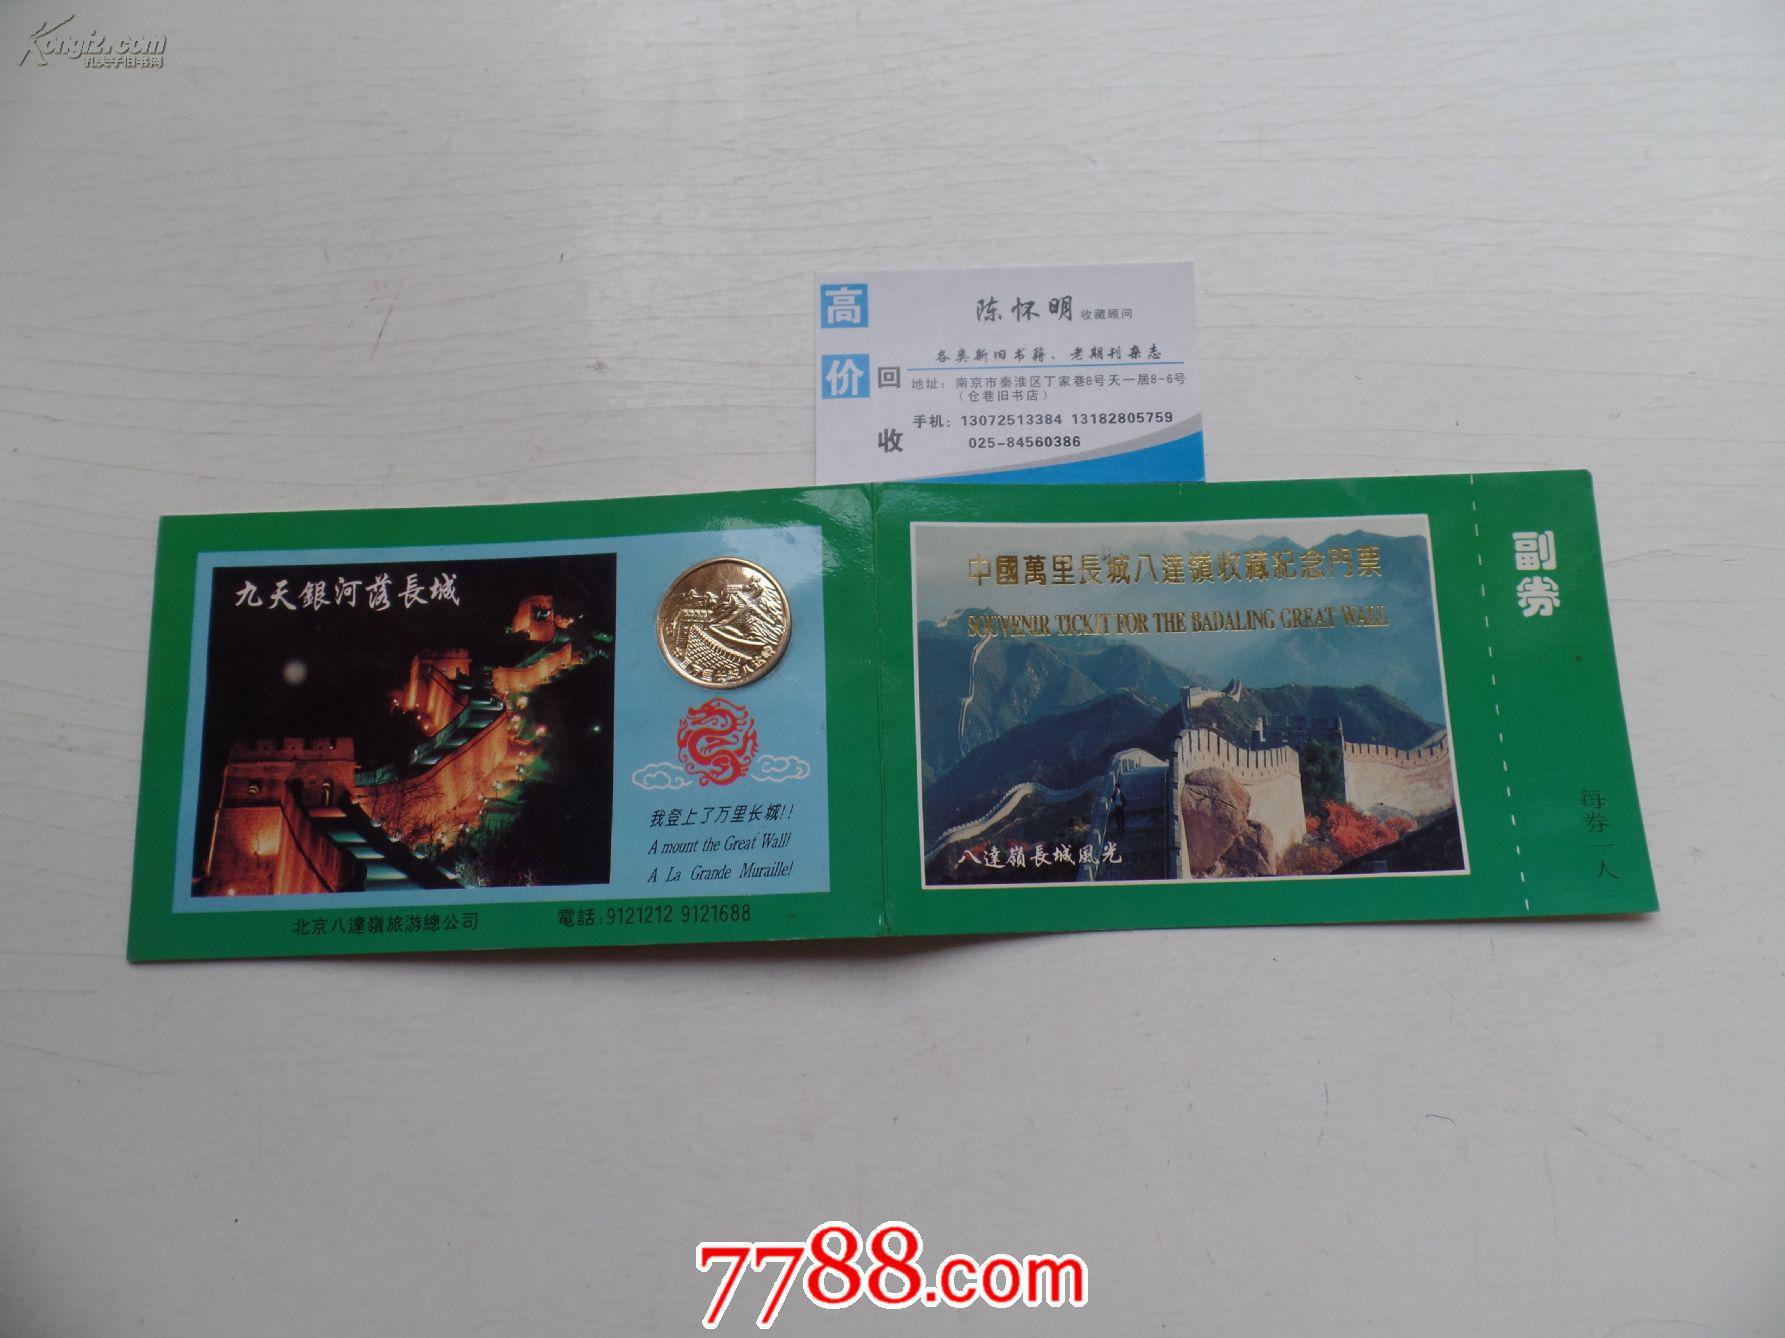 Kongfz.com
孔夫子旧书网
高价回收
陈怀明 收藏顾问
各类新旧书籍、老期刊杂志
地址：南京市秦淮区丁家巷8号天一居8-6号
（仓巷旧书店）
手机：13072513384 13182805759
025-84560386
九天銀河落長城
我登上了万里长城!!
A mount the Great Wall!
A La Grande Muraille!
北京八達嶺旅游總公司 電話:9121212 9121688
中國萬里長城八達嶺收藏紀念門票
SOUVENIR TICKIT FOR THE BADALING GREAT WALL
八達嶺長城風光
副券
每券一人
7788.com